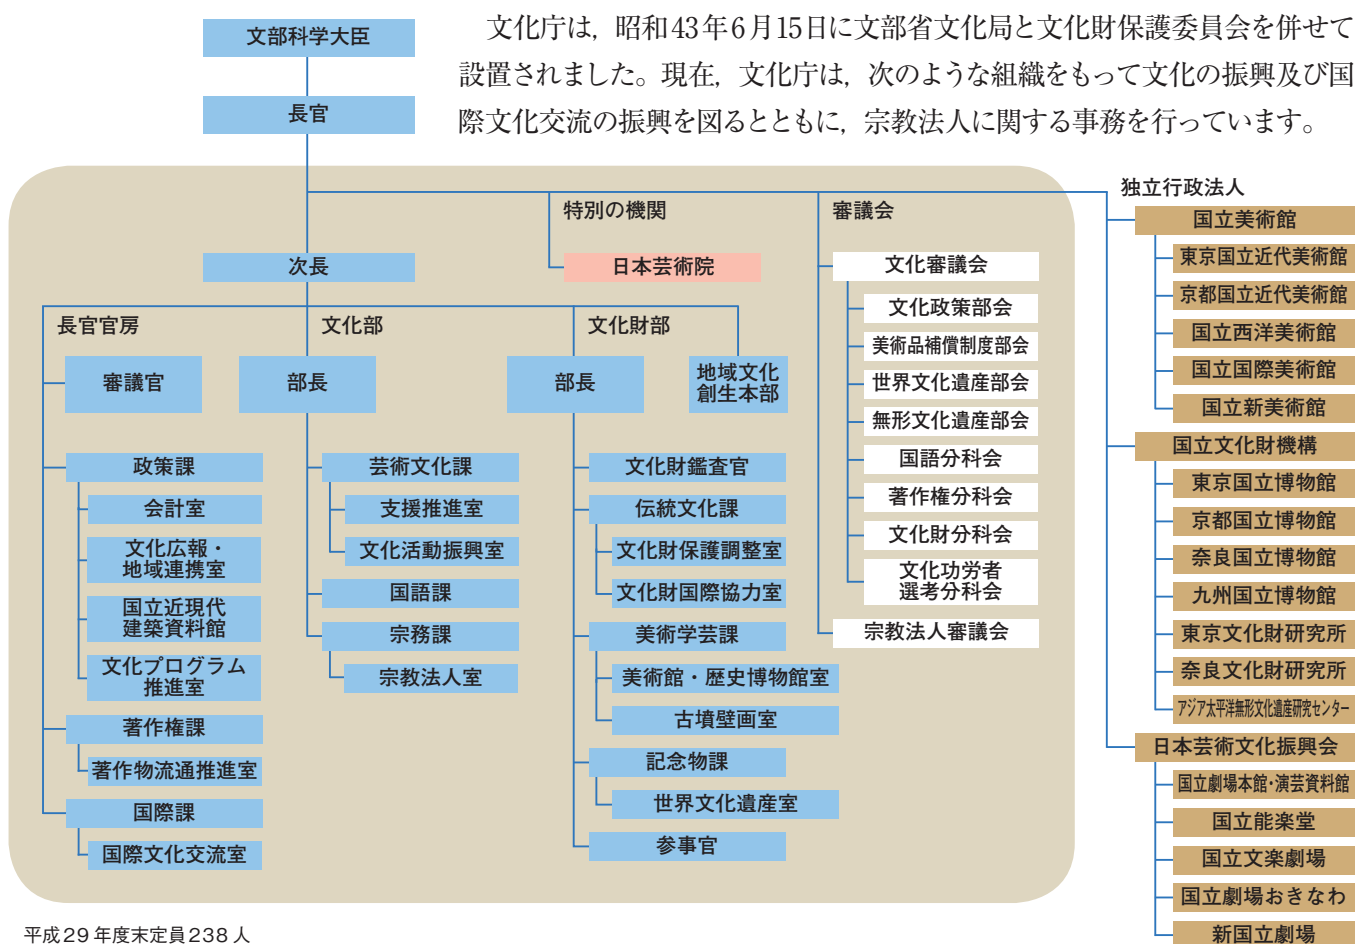 文部科学大臣
長官
文化庁は，昭和43年6月15日に文部省文化局と文化財保護委員会を併せて
設置されました。現在，文化庁は，次のような組織をもって文化の振興及び国
際文化交流の振興を図るとともに，宗教法人に関する事務を行っています。
次長
特別の機関
日本芸術院
長官官房
審議官
政策課
会計室
文化広報・
地域連携室
国立近現代
建築資料館
文化プログラム
推進室
著作権課
著作物流通推進室
国際課
国際文化交流室
文化部
部長
芸術文化課
支援推進室
文化活動振興室
国語課
宗務課
宗教法人室
文化財部
部長
文化財鑑査官
伝統文化課
文化財保護調整室
文化財国際協力室
美術学芸課
美術館・歴史博物館室
古墳壁画室
記念物課
世界文化遺産室
参事官
地域文化
創生本部
審議会
文化審議会
文化政策部会
美術品補償制度部会
世界文化遺産部会
無形文化遺産部会
国語分科会
著作権分科会
文化財分科会
文化功労者
選考分科会
宗教法人審議会
独立行政法人
国立美術館
東京国立近代美術館
京都国立近代美術館
国立西洋美術館
国立国際美術館
国立新美術館
国立文化財機構
東京国立博物館
京都国立博物館
奈良国立博物館
九州国立博物館
東京文化財研究所
奈良文化財研究所
アジア太平洋無形文化遺産研究センター
日本芸術文化振興会
国立劇場本館・演芸資料館
国立能楽堂
国立文楽劇場
国立劇場おきなわ
新国立劇場
平成29年度末定員238人